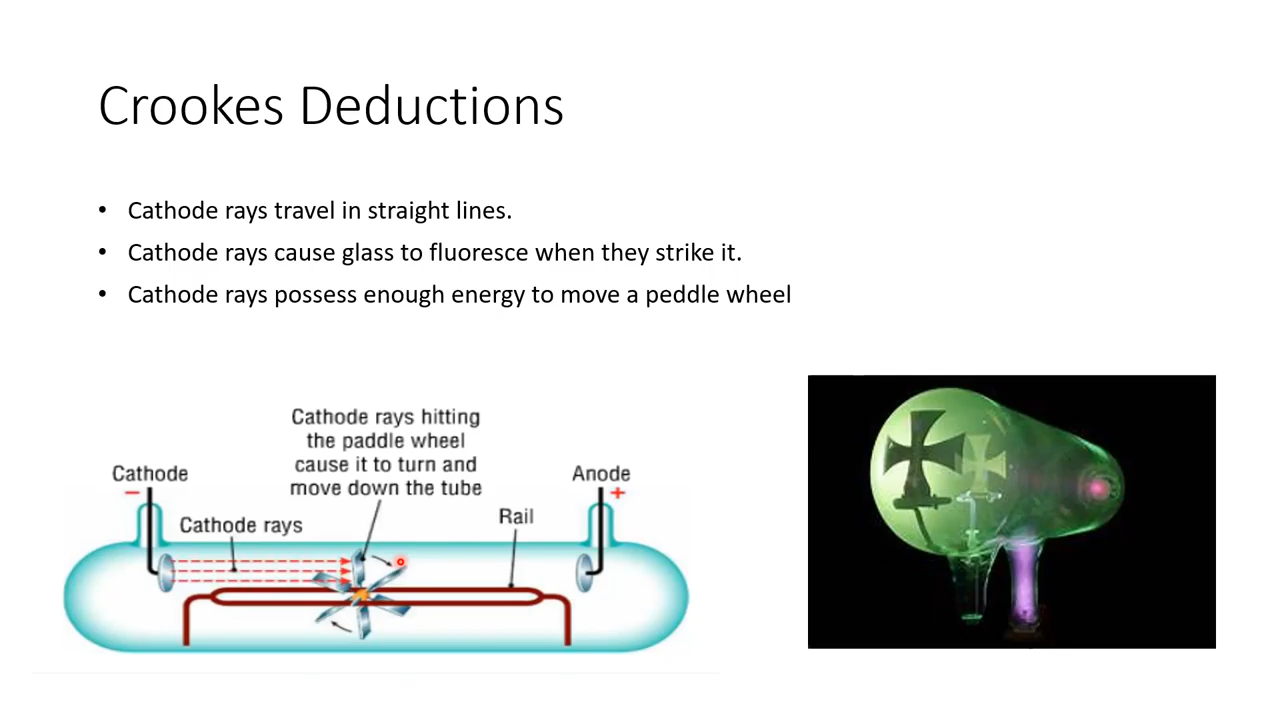 Crookes Deductions
• Cathode rays travel in straight lines.
• Cathode rays cause glass to fluoresce when they strike it.
• Cathode rays possess enough energy to move a peddle wheel
Cathode rays hitting
the paddle wheel
cause it to turn and
move down the tube
Cathode
−
Anode
+
Cathode rays
Rail